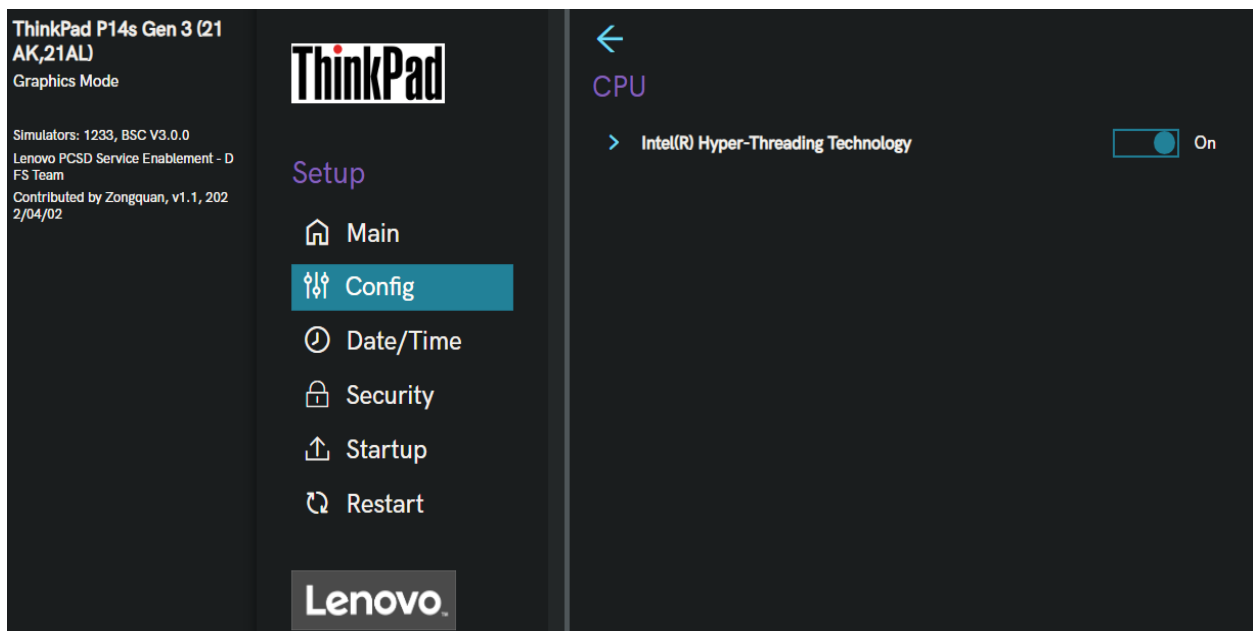 ThinkPad P14s Gen 3 (21
AK,21AL)
Graphics Mode
Simulators: 1233, BSC V3.0.0
Lenovo PCSD Service Enablement - D
FS Team
Contributed by Zongquan, v1.1, 202
2/04/02
ThinkPad
Setup
Main
Config
Date/Time
Security
Startup
Restart
Lenovo
CPU
Intel(R) Hyper-Threading Technology
On